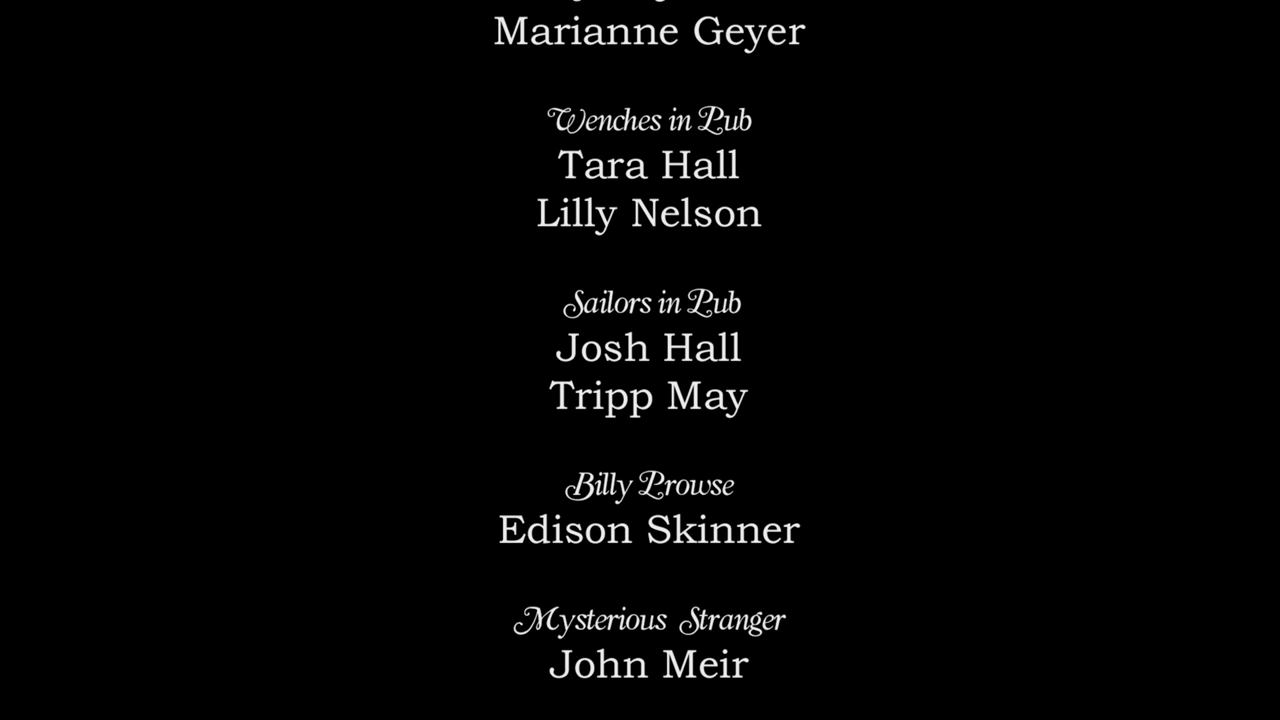 Marianne Geyer
Wenches in Pub
Tara Hall
Lilly Nelson
Sailors in Pub
Josh Hall
Tripp May
Billy Prowse
Edison Skinner
Mysterious Stranger
John Meir